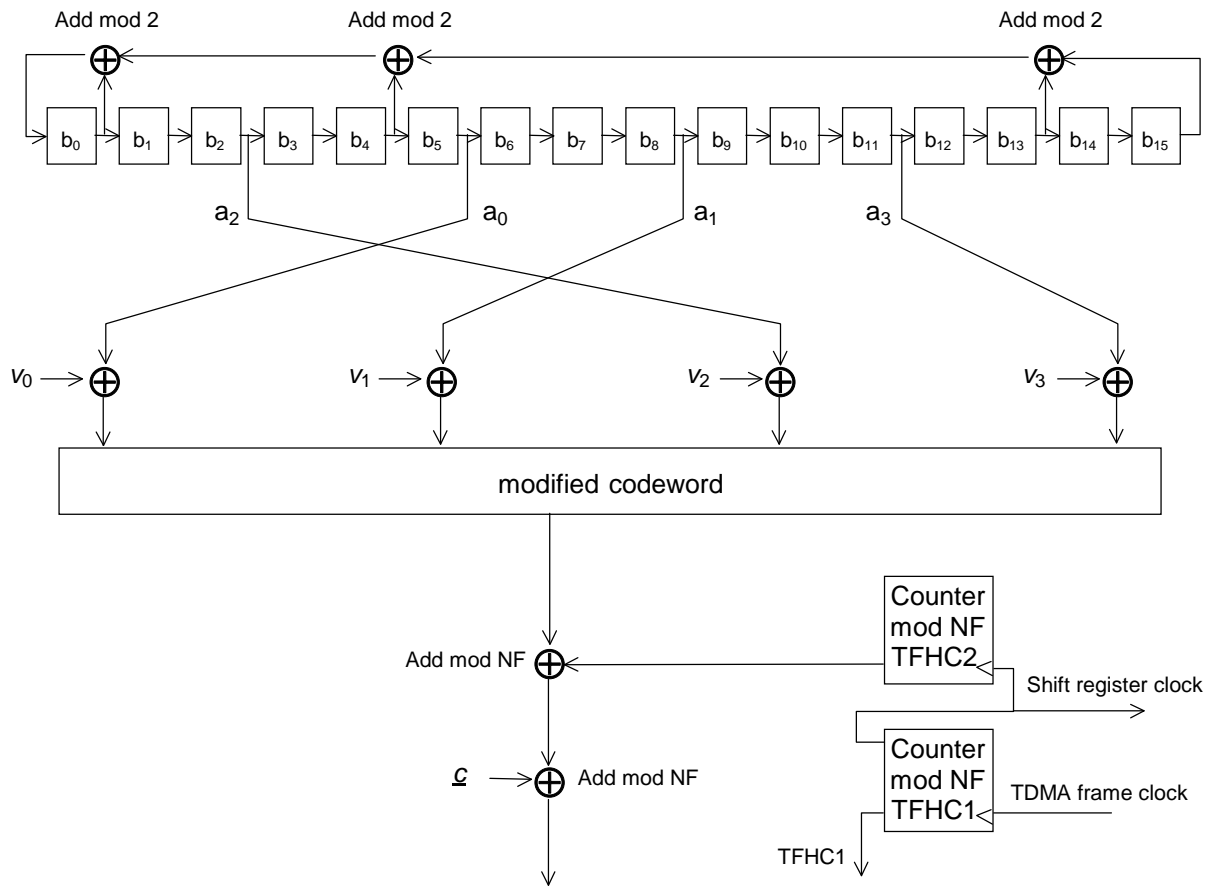 Add mod 2
Add mod 2
Add mod 2
b₀ b₁ b₂ b₃ b₄ b₅ b₆ b₇ b₈ b₉ b₁₀ b₁₁ b₁₂ b₁₃ b₁₄ b₁₅
a₂
a₀
a₁
a₃
v₀
v₁
v₂
v₃
modified codeword
Counter
mod NF
TFHC2
Add mod NF
Shift register clock
Counter
mod NF
TFHC1
c
Add mod NF
TDMA frame clock
TFHC1